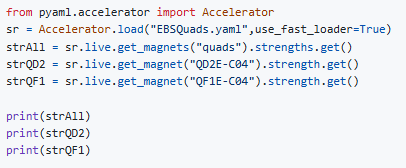 from pyaml.accelerator import Accelerator
sr = Accelerator.load("EBSQuads.yaml",use_fast_loader=True)
strAll = sr.live.get_magnets("quads").strengths.get()
strQD2 = sr.live.get_magnet("QD2E-C04").strength.get()
strQF1 = sr.live.get_magnet("QF1E-C04").strength.get()

print(strAll)
print(strQD2)
print(strQF1)